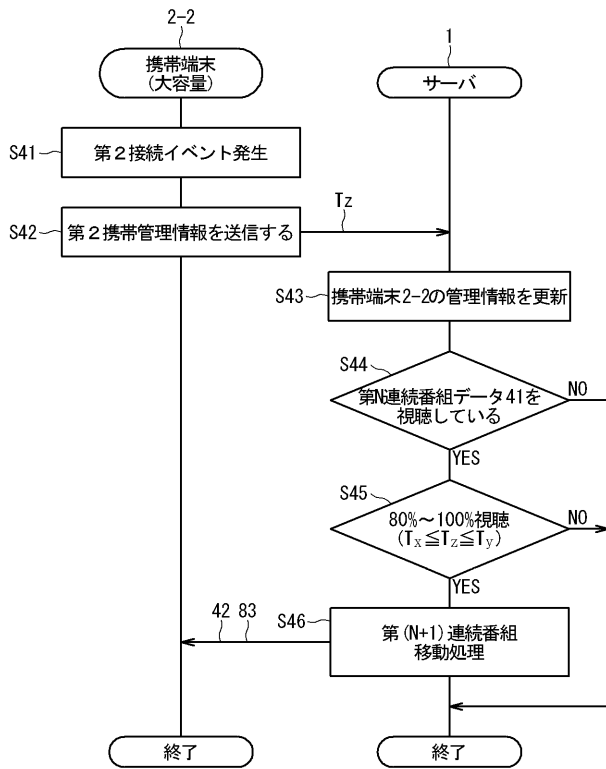 2-2
携帯端末
(大容量)
1
サーバ
S41
第2接続イベント発生
S42
第2携帯管理情報を送信する
Tz
S43
携帯端末2-2の管理情報を更新
S44
第N連続番組データ41を
視聴している
NO
YES
S45
80%〜100%視聴
(Tx≦Tz≦Ty)
NO
YES
42 83
S46
第(N+1)連続番組
移動処理
終了
終了